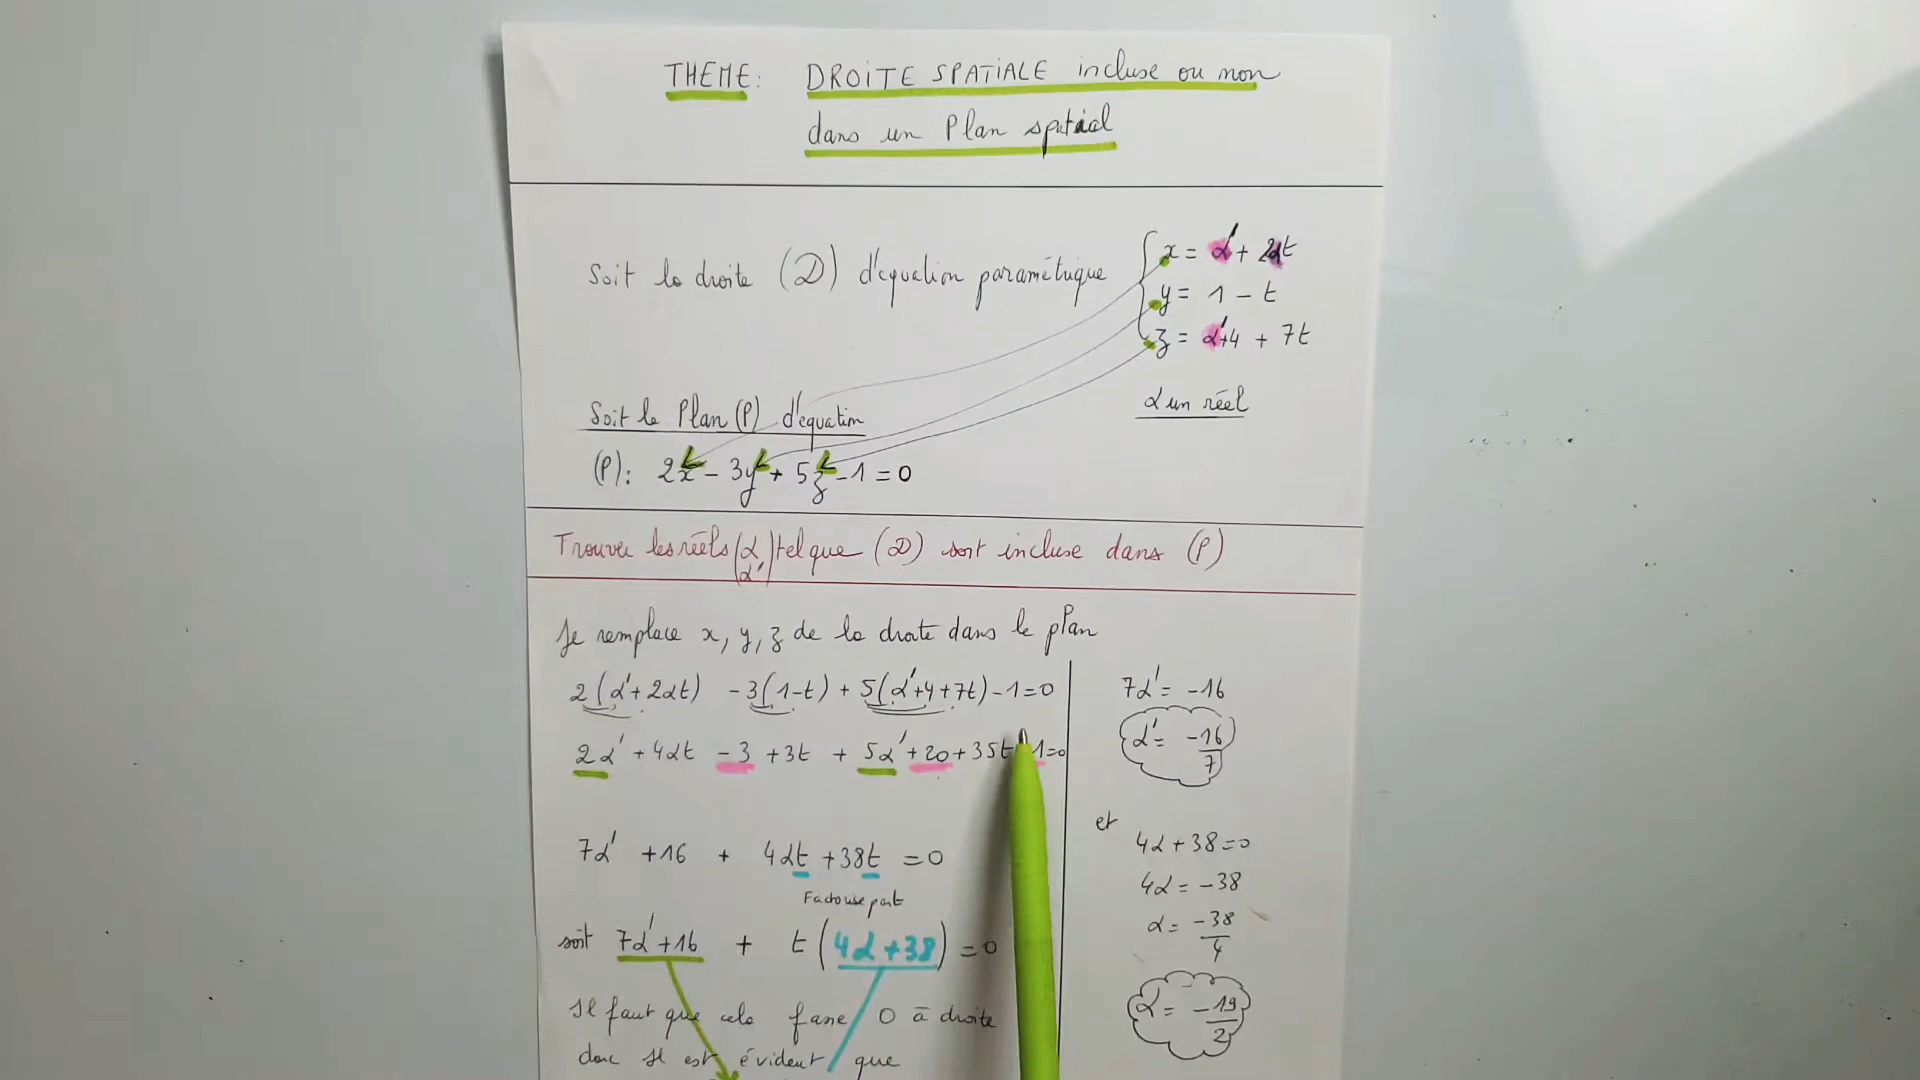 THEME: DROITE SPATIALE incluse ou non
dans un Plan spatial
Soit la droite (D) d'équation paramétrique
x = α' + 2αt
y = 1 - t
z = α'+4 + 7t
α un réel
Soit le Plan (P) d'équation
(P): 2x - 3y + 5z - 1 = 0
Trouver les réels (α α') tel que (D) soit incluse dans (P)
Je remplace x, y, z de la droite dans le plan
2(α'+2αt) -3(1-t) + 5(α'+4+7t) -1=0
2α' +4αt -3 +3t + 5α' +20 +35t 1=0
7α' +16 + 4αt +38t =0
Factorise par t
soit 7α'+16 + t(4α+38) =0
Il faut que cela fasse 0 à droite
donc il est évident que
7α' = -16
α' = -16/7
et
4α+38=0
4α = -38
α = -38/4
α = -19/2